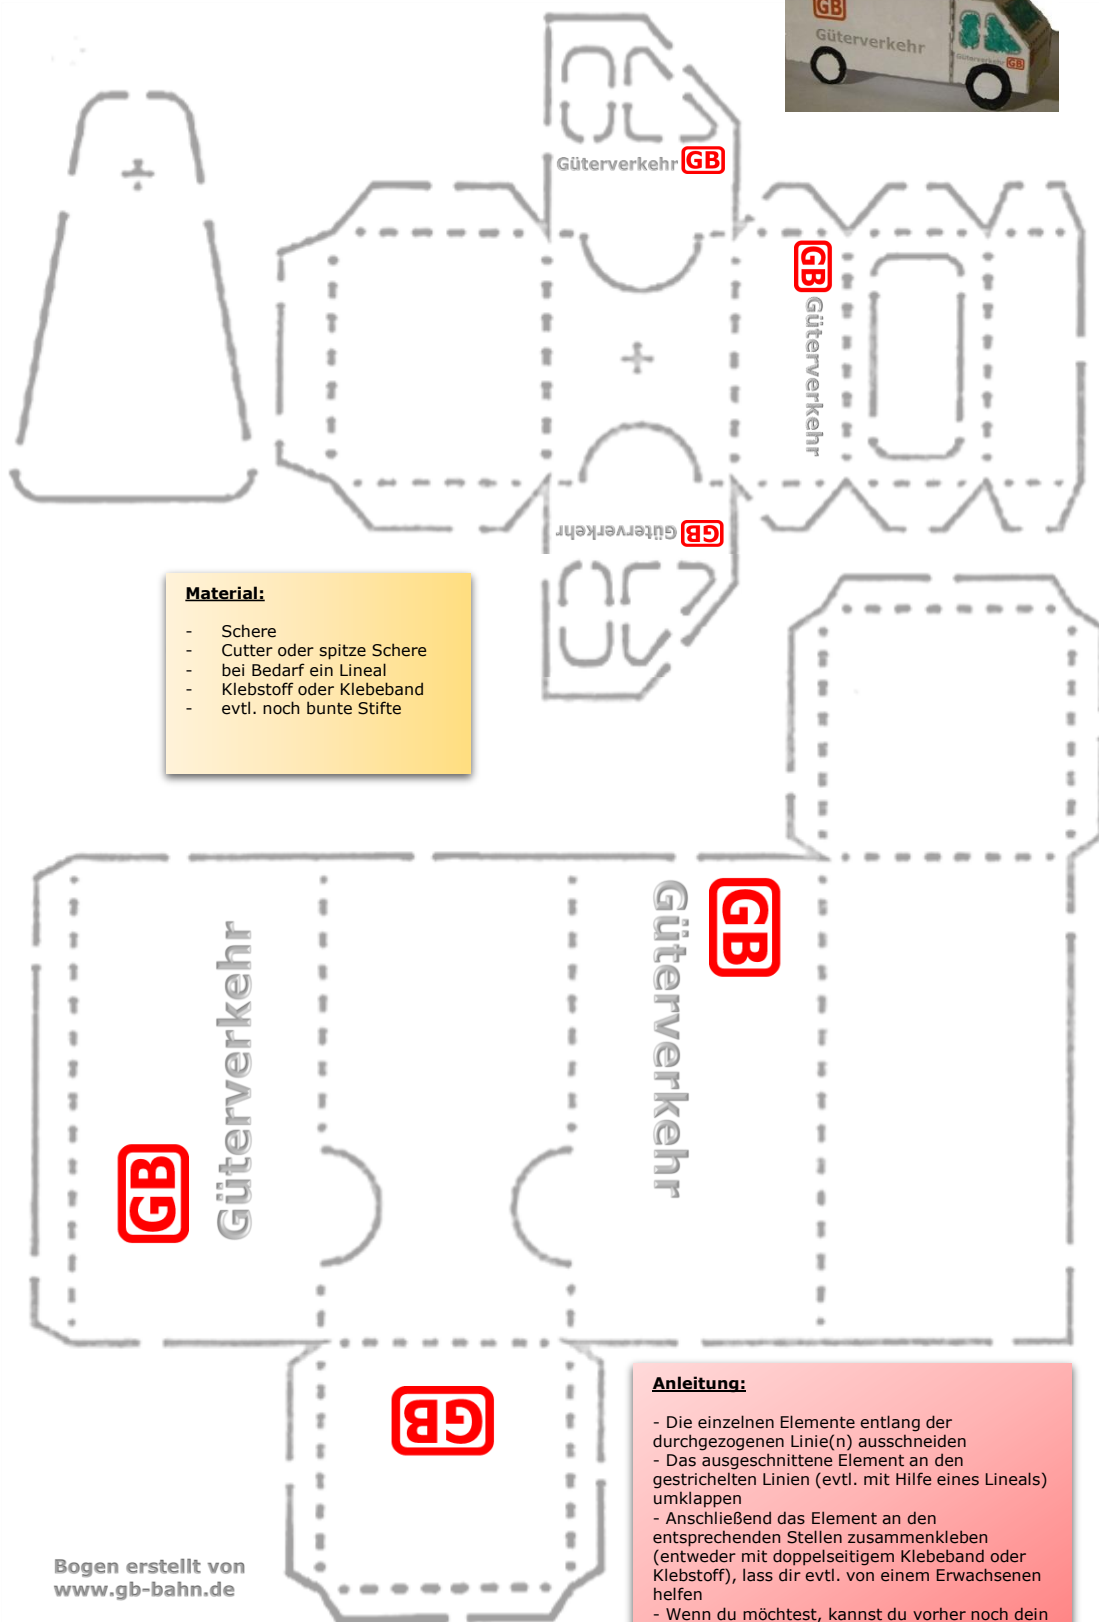 GB
Güterverkehr
Güterverkehr GB
Güterverkehr GB
GB Güterverkehr
Güterverkehr GB
Material:
- Schere
- Cutter oder spitze Schere
- bei Bedarf ein Lineal
- Klebstoff oder Klebeband
- evtl. noch bunte Stifte
GB
Güterverkehr
Güterverkehr
GB
GB
Anleitung:
- Die einzelnen Elemente entlang der
durchgezogenen Linie(n) ausschneiden
- Das ausgeschnittene Element an den
gestrichelten Linien (evtl. mit Hilfe eines Lineals)
umklappen
- Anschließend das Element an den
entsprechenden Stellen zusammenkleben
(entweder mit doppelseitigem Klebeband oder
Klebstoff), lass dir evtl. von einem Erwachsenen
helfen
- Wenn du möchtest, kannst du vorher noch dein
Bogen erstellt von
www.gb-bahn.de